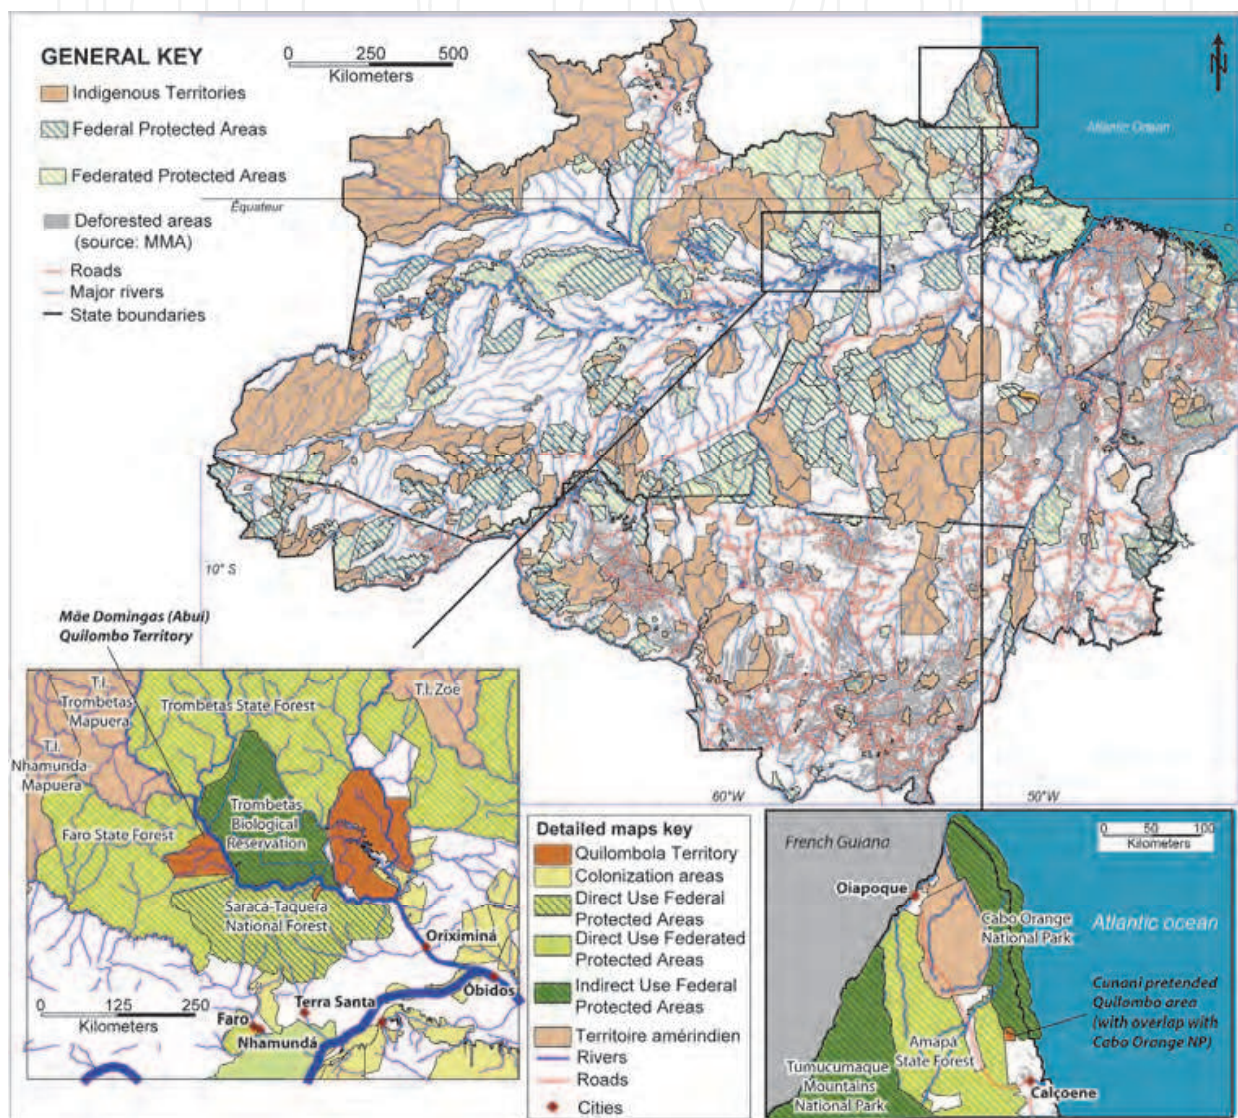 GENERAL KEY
Indigenous Territories
Federal Protected Areas
Federated Protected Areas
Deforested areas
(source: MMA)
Roads
Major rivers
State boundaries
0 250 500
Kilometers
N
Atlantic Ocean
Équateur
10° S
60°W
50°W
Mãe Domingas (Abui)
Quilombo Territory
T.I.
Trombetas
Mapuera
T.I.
Nhamunda-
Mapuera
Trombetas State Forest
T.I. Zoé
Trombetas
Biological
Reservation
Faro State Forest
Saracá-Taquera
National Forest
Oriximiná
Óbidos
Terra Santa
Faro
Nhamundá
0 125 250
Kilometers
Detailed maps key
Quilombola Territory
Colonization areas
Direct Use Federal
Protected Areas
Direct Use Federated
Protected Areas
Indirect Use Federal
Protected Areas
Territoire amérindien
Rivers
Roads
Cities
French Guiana
0 50 100
Kilometers
Oiapoque
Cabo Orange
National Park
Atlantic ocean
Cunani pretended
Quilombo area
(with overlap with
Cabo Orange NP)
Amapá
State Forest
Tumucumaque
Mountains
National Park
Calçoene